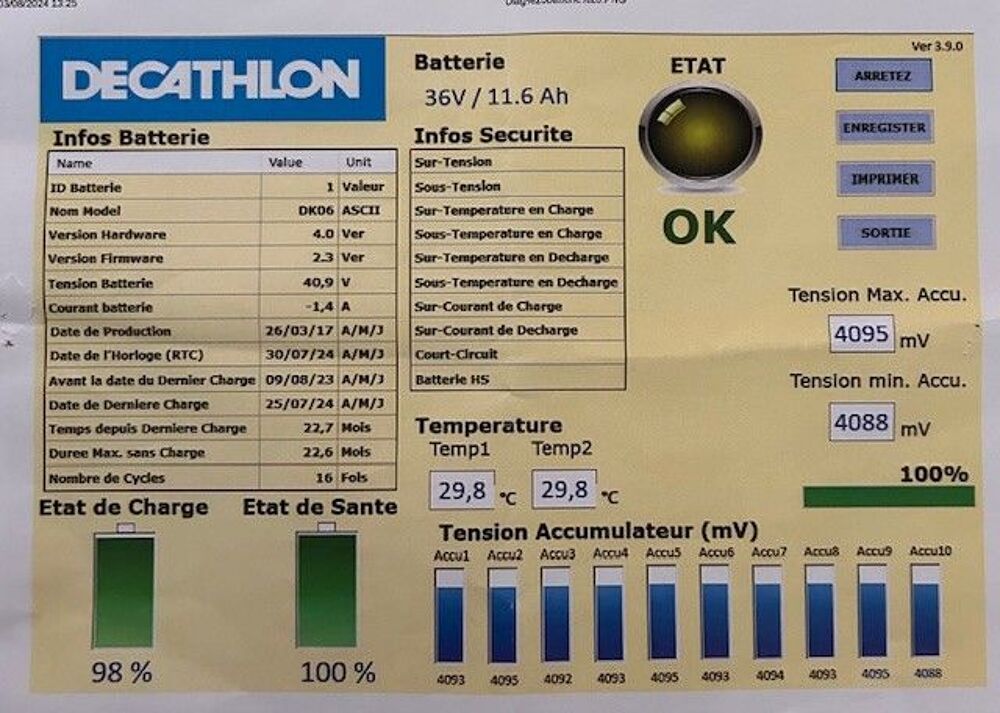 03/08/2024 13:25
Ver 3.9.0
DECATHLON
Batterie
36V / 11.6 Ah
ETAT
OK
ARRETEZ
ENREGISTER
IMPRIMER
SORTIE
Infos Batterie
Name Value Unit
ID Batterie 1 Valeur
Nom Model DK06 ASCII
Version Hardware 4.0 Ver
Version Firmware 2.3 Ver
Tension Batterie 40,9 V
Courant batterie -1,4 A
Date de Production 26/03/17 A/M/J
Date de l'Horloge (RTC) 30/07/24 A/M/J
Avant la date du Dernier Charge 09/08/23 A/M/J
Date de Derniere Charge 25/07/24 A/M/J
Temps depuis Derniere Charge 22,7 Mois
Duree Max. sans Charge 22,6 Mois
Nombre de Cycles 16 Fois
Infos Securite
Sur-Tension
Sous-Tension
Sur-Temperature en Charge
Sous-Temperature en Charge
Sur-Temperature en Decharge
Sous-Temperature en Decharge
Sur-Courant de Charge
Sur-Courant de Decharge
Court-Circuit
Batterie HS
Tension Max. Accu.
4095 mV
Tension min. Accu.
4088 mV
100%
Temperature
Temp1 Temp2
29,8 °C 29,8 °C
Etat de Charge Etat de Sante
98 % 100 %
Tension Accumulateur (mV)
Accu1 Accu2 Accu3 Accu4 Accu5 Accu6 Accu7 Accu8 Accu9 Accu10
4093 4095 4092 4093 4095 4093 4094 4093 4095 4088